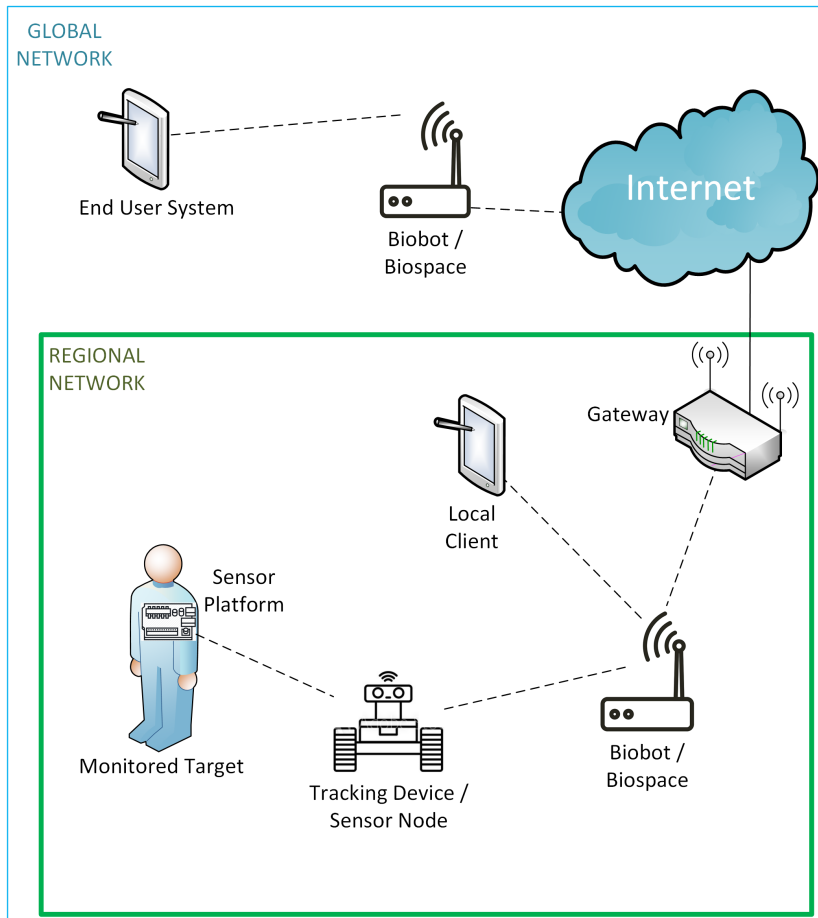 GLOBAL
NETWORK
End User System
Biobot /
Biospace
Internet
REGIONAL
NETWORK
Gateway
Local
Client
Sensor
Platform
Monitored Target
Tracking Device /
Sensor Node
Biobot /
Biospace